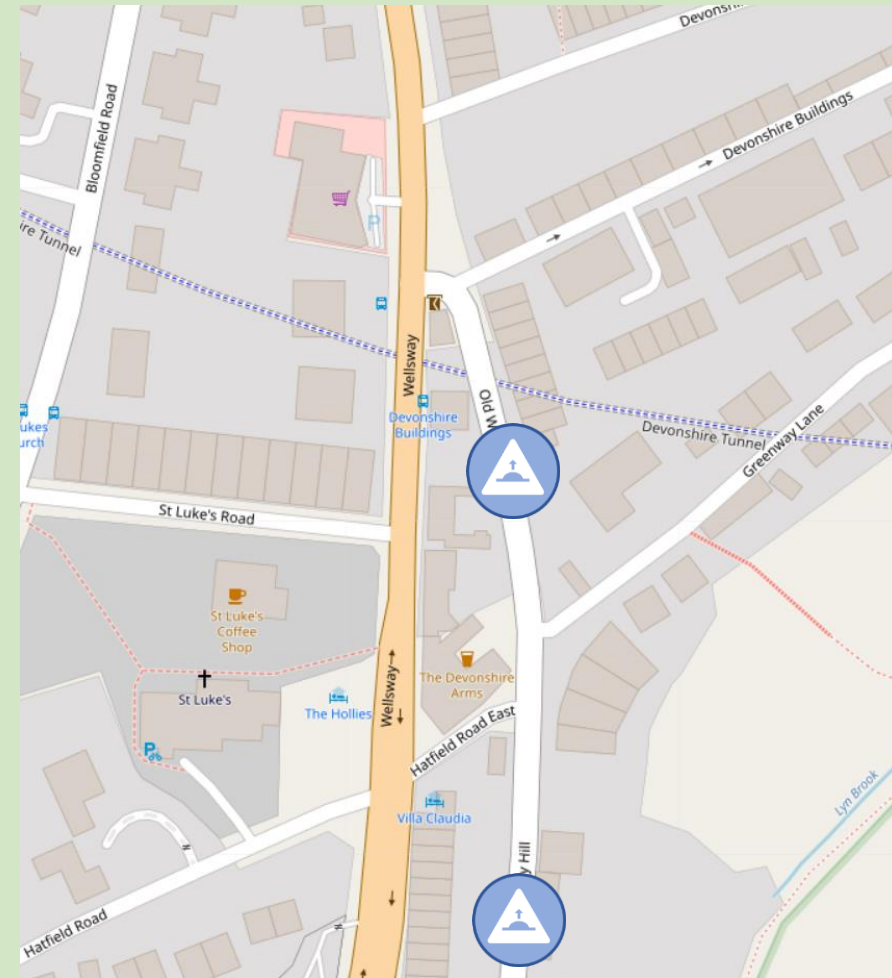 Devonshi
Bloomfield Road
Devonshire Buildings
P
ire Tunnel
Wellsway
Old W
Devonshire
Buildings
ukes
urch
Devonshire Tunnel
Greenway Lane
St Luke's Road
St Luke's
Coffee
Shop
St Luke's
The Devonshire
Arms
The Hollies
Wellsway
Hatfield Road East
P
Villa Claudia
Lyn Brook
y Hill
Hatfield Road